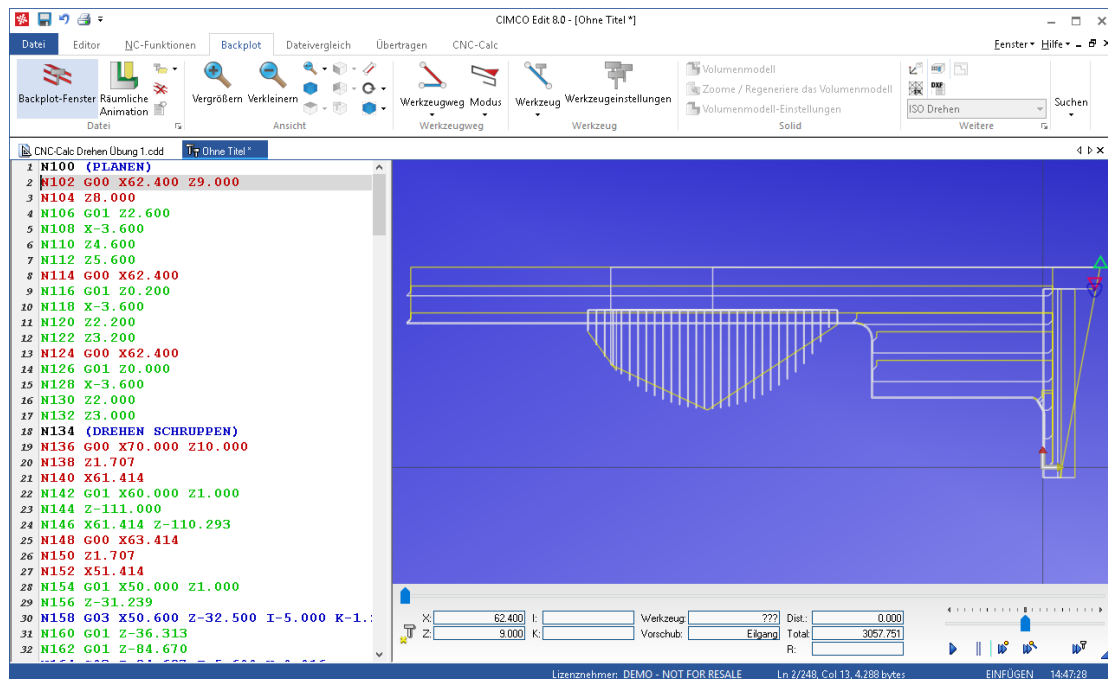 CIMCO Edit 8.0 - [Ohne Titel *]
Datei Editor NC-Funktionen Backplot Dateivergleich Übertragen CNC-Calc Fenster Hilfe
Backplot-Fenster Räumliche Animation
Vergrößern Verkleinern
Werkzeugweg Modus
Werkzeug Werkzeugeinstellungen
Volumenmodell
Zoome / Regeneriere das Volumenmodell
Volumenmodell-Einstellungen
DXF
ISO Drehen
Suchen
Datei Ansicht Werkzeugweg Werkzeug Solid Weitere
CNC-Calc Drehen Übung 1.cdd Ohne Titel *
1 N100 (PLANEN)
2 N102 G00 X62.400 Z9.000
3 N104 Z8.000
4 N106 G01 Z2.600
5 N108 X-3.600
6 N110 Z4.600
7 N112 Z5.600
8 N114 G00 X62.400
9 N116 G01 Z0.200
10 N118 X-3.600
11 N120 Z2.200
12 N122 Z3.200
13 N124 G00 X62.400
14 N126 G01 Z0.000
15 N128 X-3.600
16 N130 Z2.000
17 N132 Z3.000
18 N134 (DREHEN SCHRUPPEN)
19 N136 G00 X70.000 Z10.000
20 N138 Z1.707
21 N140 X61.414
22 N142 G01 X60.000 Z1.000
23 N144 Z-111.000
24 N146 X61.414 Z-110.293
25 N148 G00 X63.414
26 N150 Z1.707
27 N152 X51.414
28 N154 G01 X50.000 Z1.000
29 N156 Z-31.239
30 N158 G03 X50.600 Z-32.500 I-5.000 K-1.
31 N160 G01 Z-36.313
32 N162 G01 Z-84.670
X: 62.400 I: Werkzeug: ??? Dist.: 0.000
Z: 9.000 K: Vorschub: Eilgang Total: 3057.751
R:
Lizenznehmer: DEMO - NOT FOR RESALE Ln 2/248, Col 13, 4.288 bytes EINFÜGEN 14:47:28